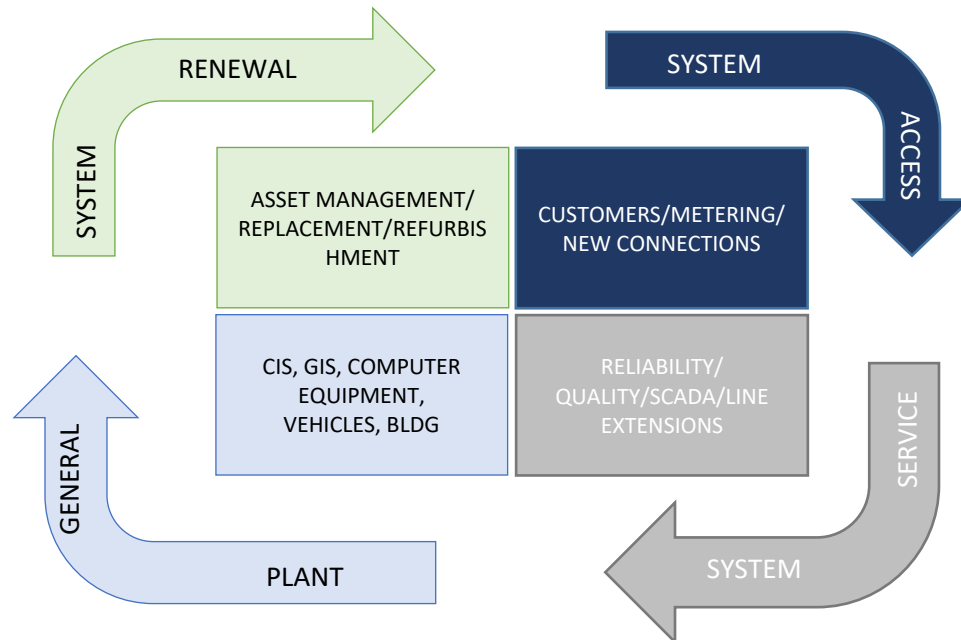 SYSTEM
RENEWAL
SYSTEM
ACCESS
ASSET MANAGEMENT/
REPLACEMENT/REFURBIS
HMENT
CUSTOMERS/METERING/
NEW CONNECTIONS
CIS, GIS, COMPUTER
EQUIPMENT,
VEHICLES, BLDG
RELIABILITY/
QUALITY/SCADA/LINE
EXTENSIONS
GENERAL
PLANT
SYSTEM
SERVICE